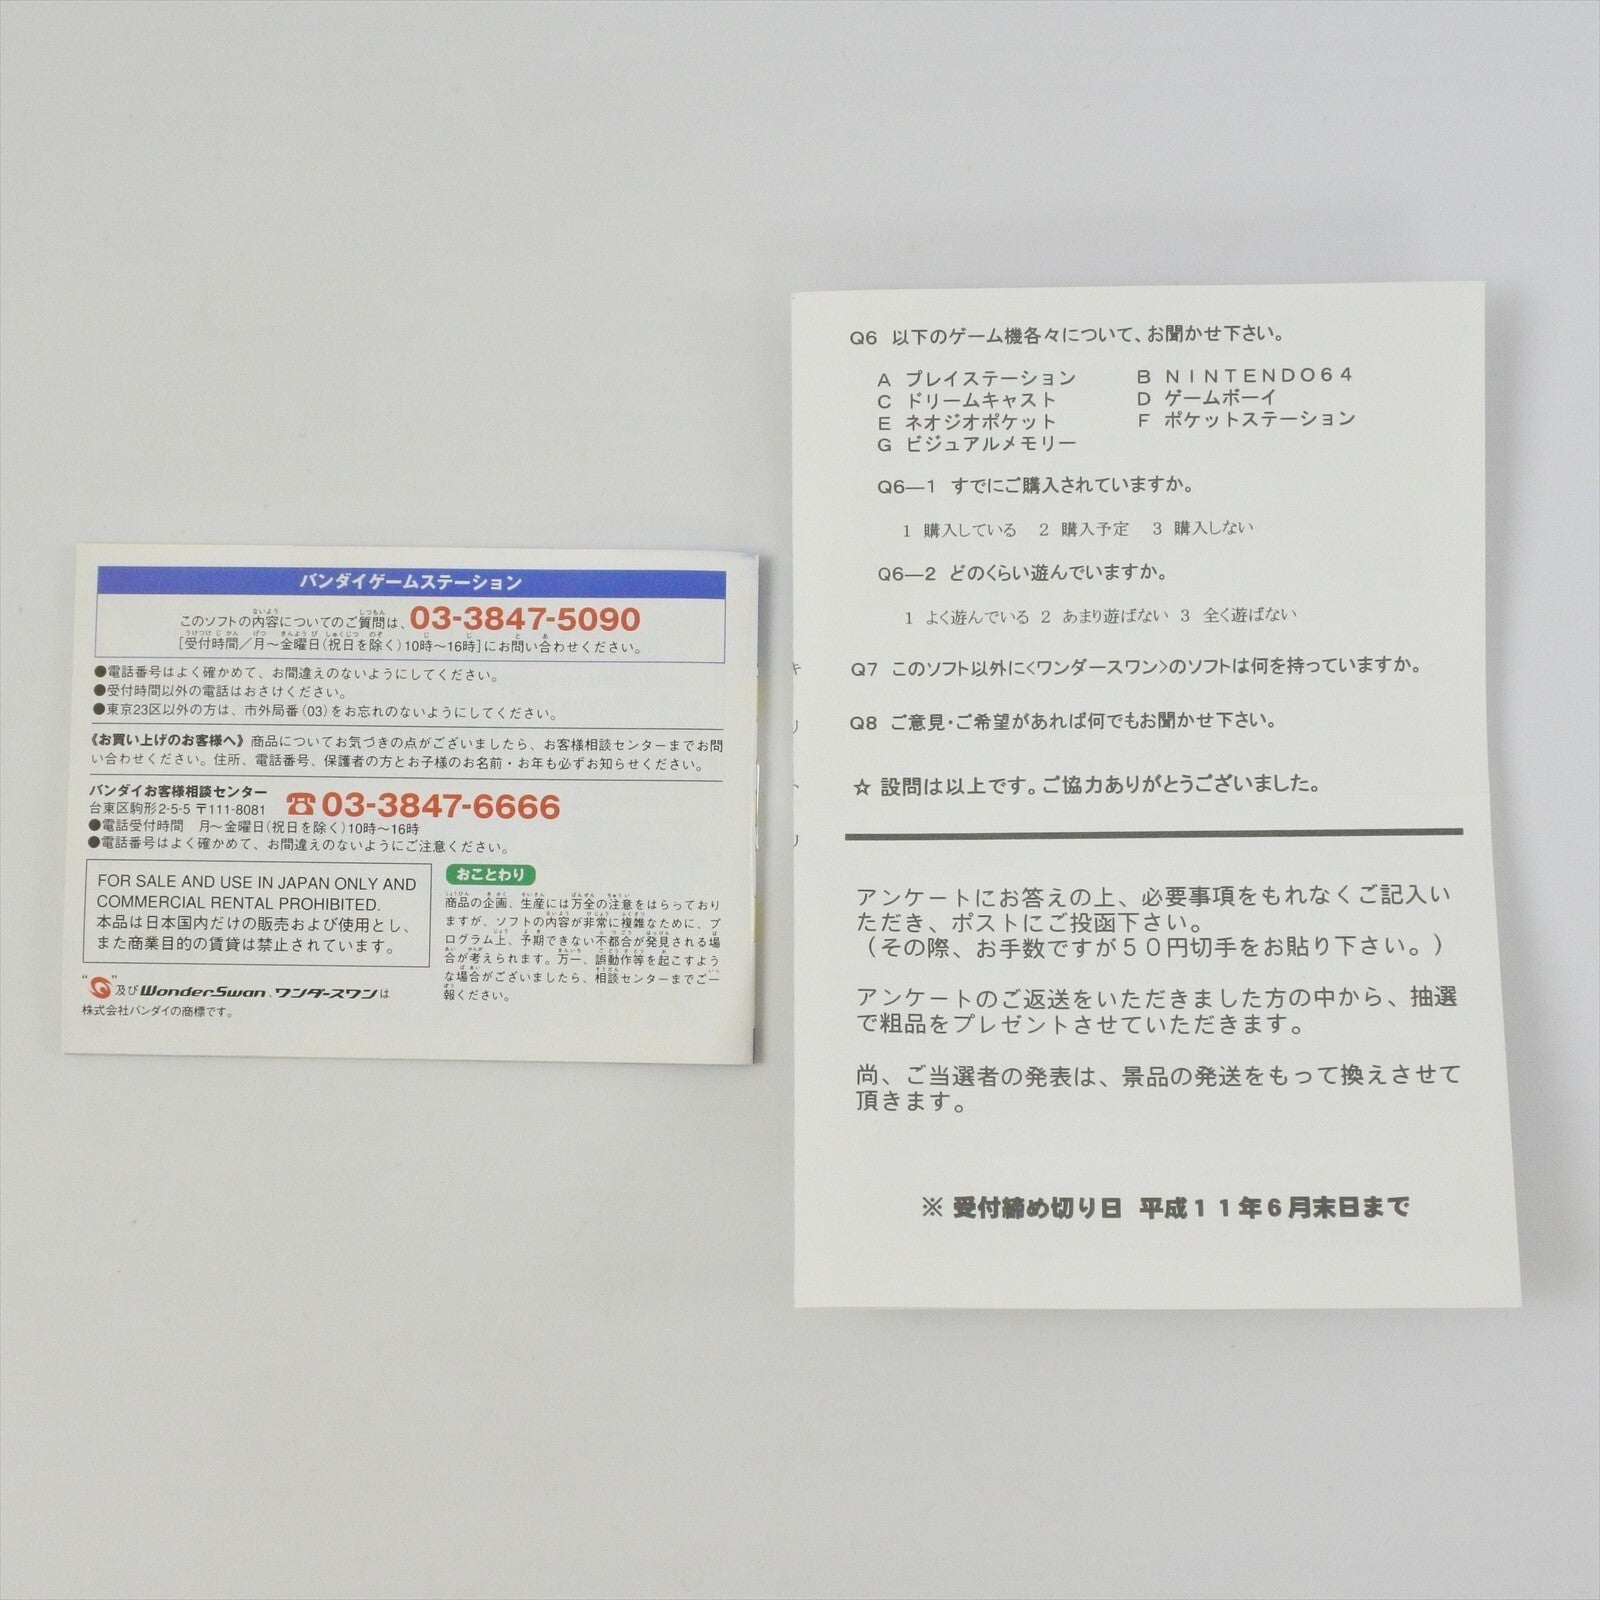 バンダイゲームステーション
このソフトの内容についてのご質問は、03-3847-5090
[受付時間/月〜金曜日(祝日を除く)10時〜16時]にお問い合わせください。
●電話番号はよく確かめて、お間違えのないようにしてください。
●受付時間以外の電話はおさけください。
●東京23区以外の方は、市外局番(03)をお忘れのないようにしてください。
《お買い上げのお客様へ》商品についてお気づきの点がございましたら、お客様相談センターまでお問
い合わせください。住所、電話番号、保護者の方とお子様のお名前・お年も必ずお知らせください。
バンダイお客様相談センター
台東区駒形2-5-5 〒111-8081
☎03-3847-6666
●電話受付時間 月〜金曜日(祝日を除く)10時〜16時
●電話番号はよく確かめて、お間違えのないようにご注意ください。
FOR SALE AND USE IN JAPAN ONLY AND
COMMERCIAL RENTAL PROHIBITED.
本品は日本国内だけの販売および使用とし、
また商業目的の賃貸は禁止されています。
“ ”及びWonderSwan、ワンダースワンは
株式会社バンダイの商標です。
おことわり
商品の企画、生産には万全の注意をはらっており
ますが、ソフトの内容が非常に複雑なために、プ
ログラム上、予期できない不都合が発見される場
合が考えられます。万一、誤動作等を起こすよう
な場合がございましたら、相談センターまでご一
報ください。
Q6 以下のゲーム機各々について、お聞かせ下さい。
A プレイステーション B NINTENDO64
C ドリームキャスト D ゲームボーイ
E ネオジオポケット F ポケットステーション
G ビジュアルメモリー
Q6―1 すでにご購入されていますか。
1 購入している 2 購入予定 3 購入しない
Q6―2 どのくらい遊んでいますか。
1 よく遊んでいる 2 あまり遊ばない 3 全く遊ばない
Q7 このソフト以外に<ワンダースワン>のソフトは何を持っていますか。
Q8 ご意見・ご希望があれば何でもお聞かせ下さい。
☆ 設問は以上です。ご協力ありがとうございました。
アンケートにお答えの上、必要事項をもれなくご記入い
ただき、ポストにご投函下さい。
(その際、お手数ですが50円切手をお貼り下さい。)
アンケートのご返送をいただきました方の中から、抽選
で粗品をプレゼントさせていただきます。
尚、ご当選者の発表は、景品の発送をもって換えさせて
頂きます。
※ 受付締め切り日 平成11年6月末日まで